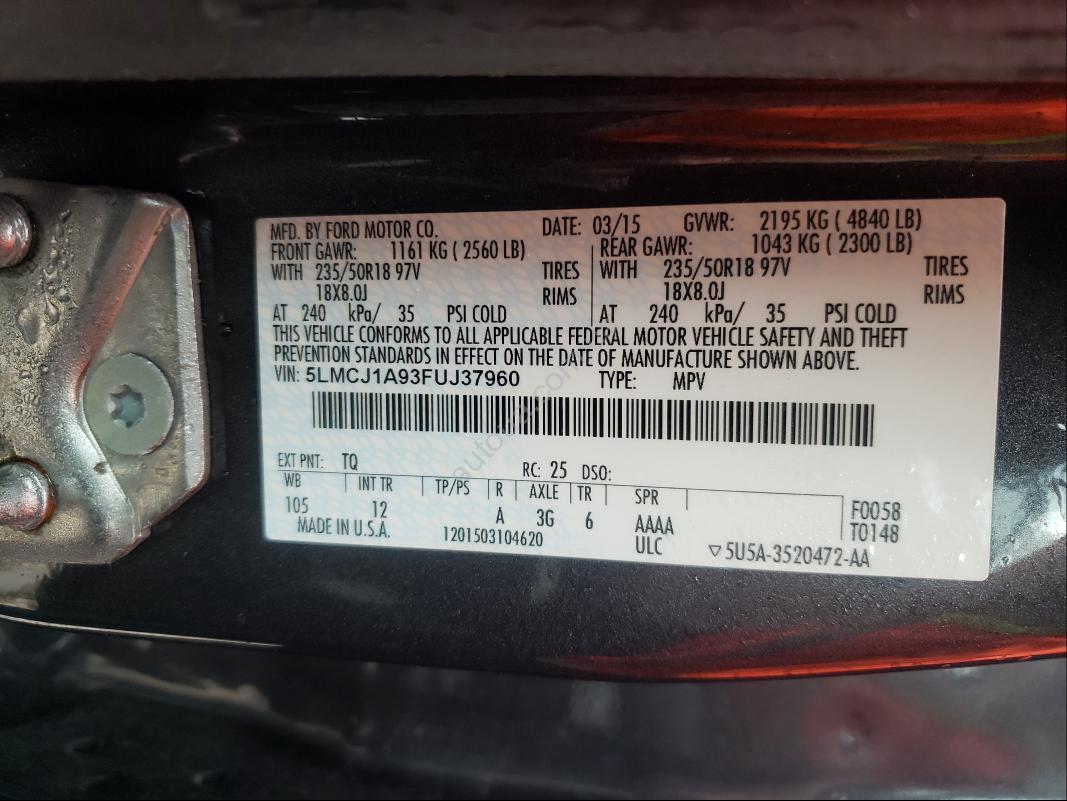 MFD. BY FORD MOTOR CO. DATE: 03/15 GVWR: 2195 KG ( 4840 LB)
FRONT GAWR: 1161 KG ( 2560 LB) REAR GAWR: 1043 KG ( 2300 LB)
WITH 235/50R18 97V TIRES WITH 235/50R18 97V TIRES
18X8.0J RIMS 18X8.0J RIMS
AT 240 kPa/ 35 PSI COLD AT 240 kPa/ 35 PSI COLD
THIS VEHICLE CONFORMS TO ALL APPLICABLE FEDERAL MOTOR VEHICLE SAFETY AND THEFT
PREVENTION STANDARDS IN EFFECT ON THE DATE OF MANUFACTURE SHOWN ABOVE.
VIN: 5LMCJ1A93FUJ37960 TYPE: MPV
EXT PNT: TQ RC: 25 DSO:
WB INT TR TP/PS R AXLE TR SPR
105 12 A 3G 6 AAAA F0058
MADE IN U.S.A. 1201503104620 ULC T0148
▽5U5A-3520472-AA